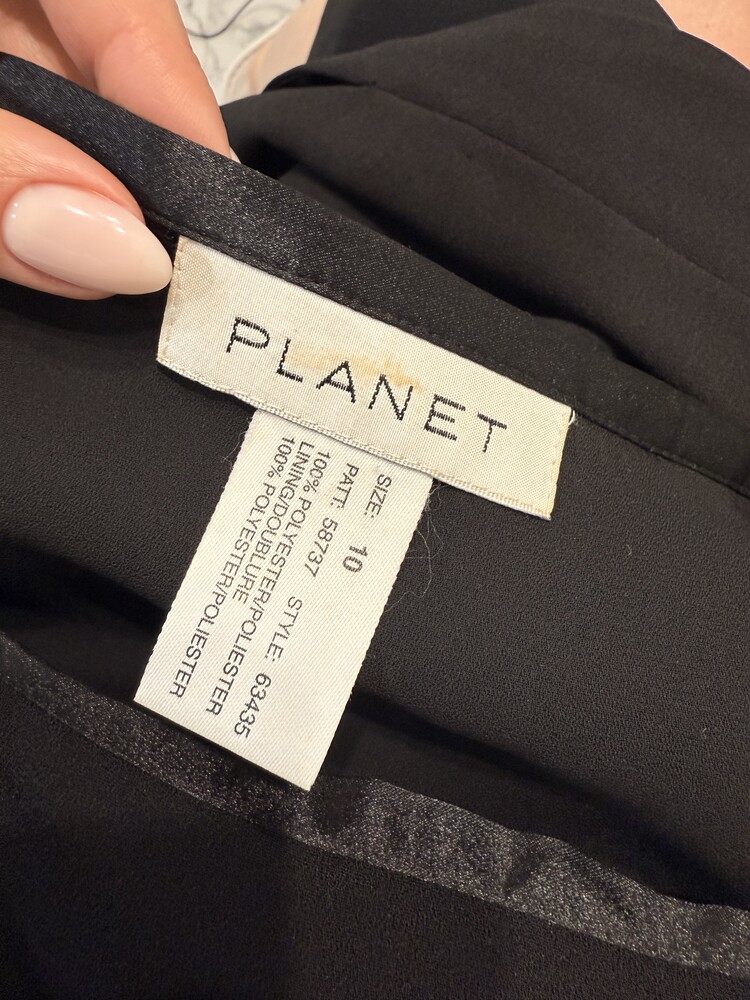 PLANET
SIZE: 10
PATT: 58737 STYLE: 63435
100% POLYESTER/POLIESTER
LINING/DOUBLURE
100% POLYESTER/POLIESTER